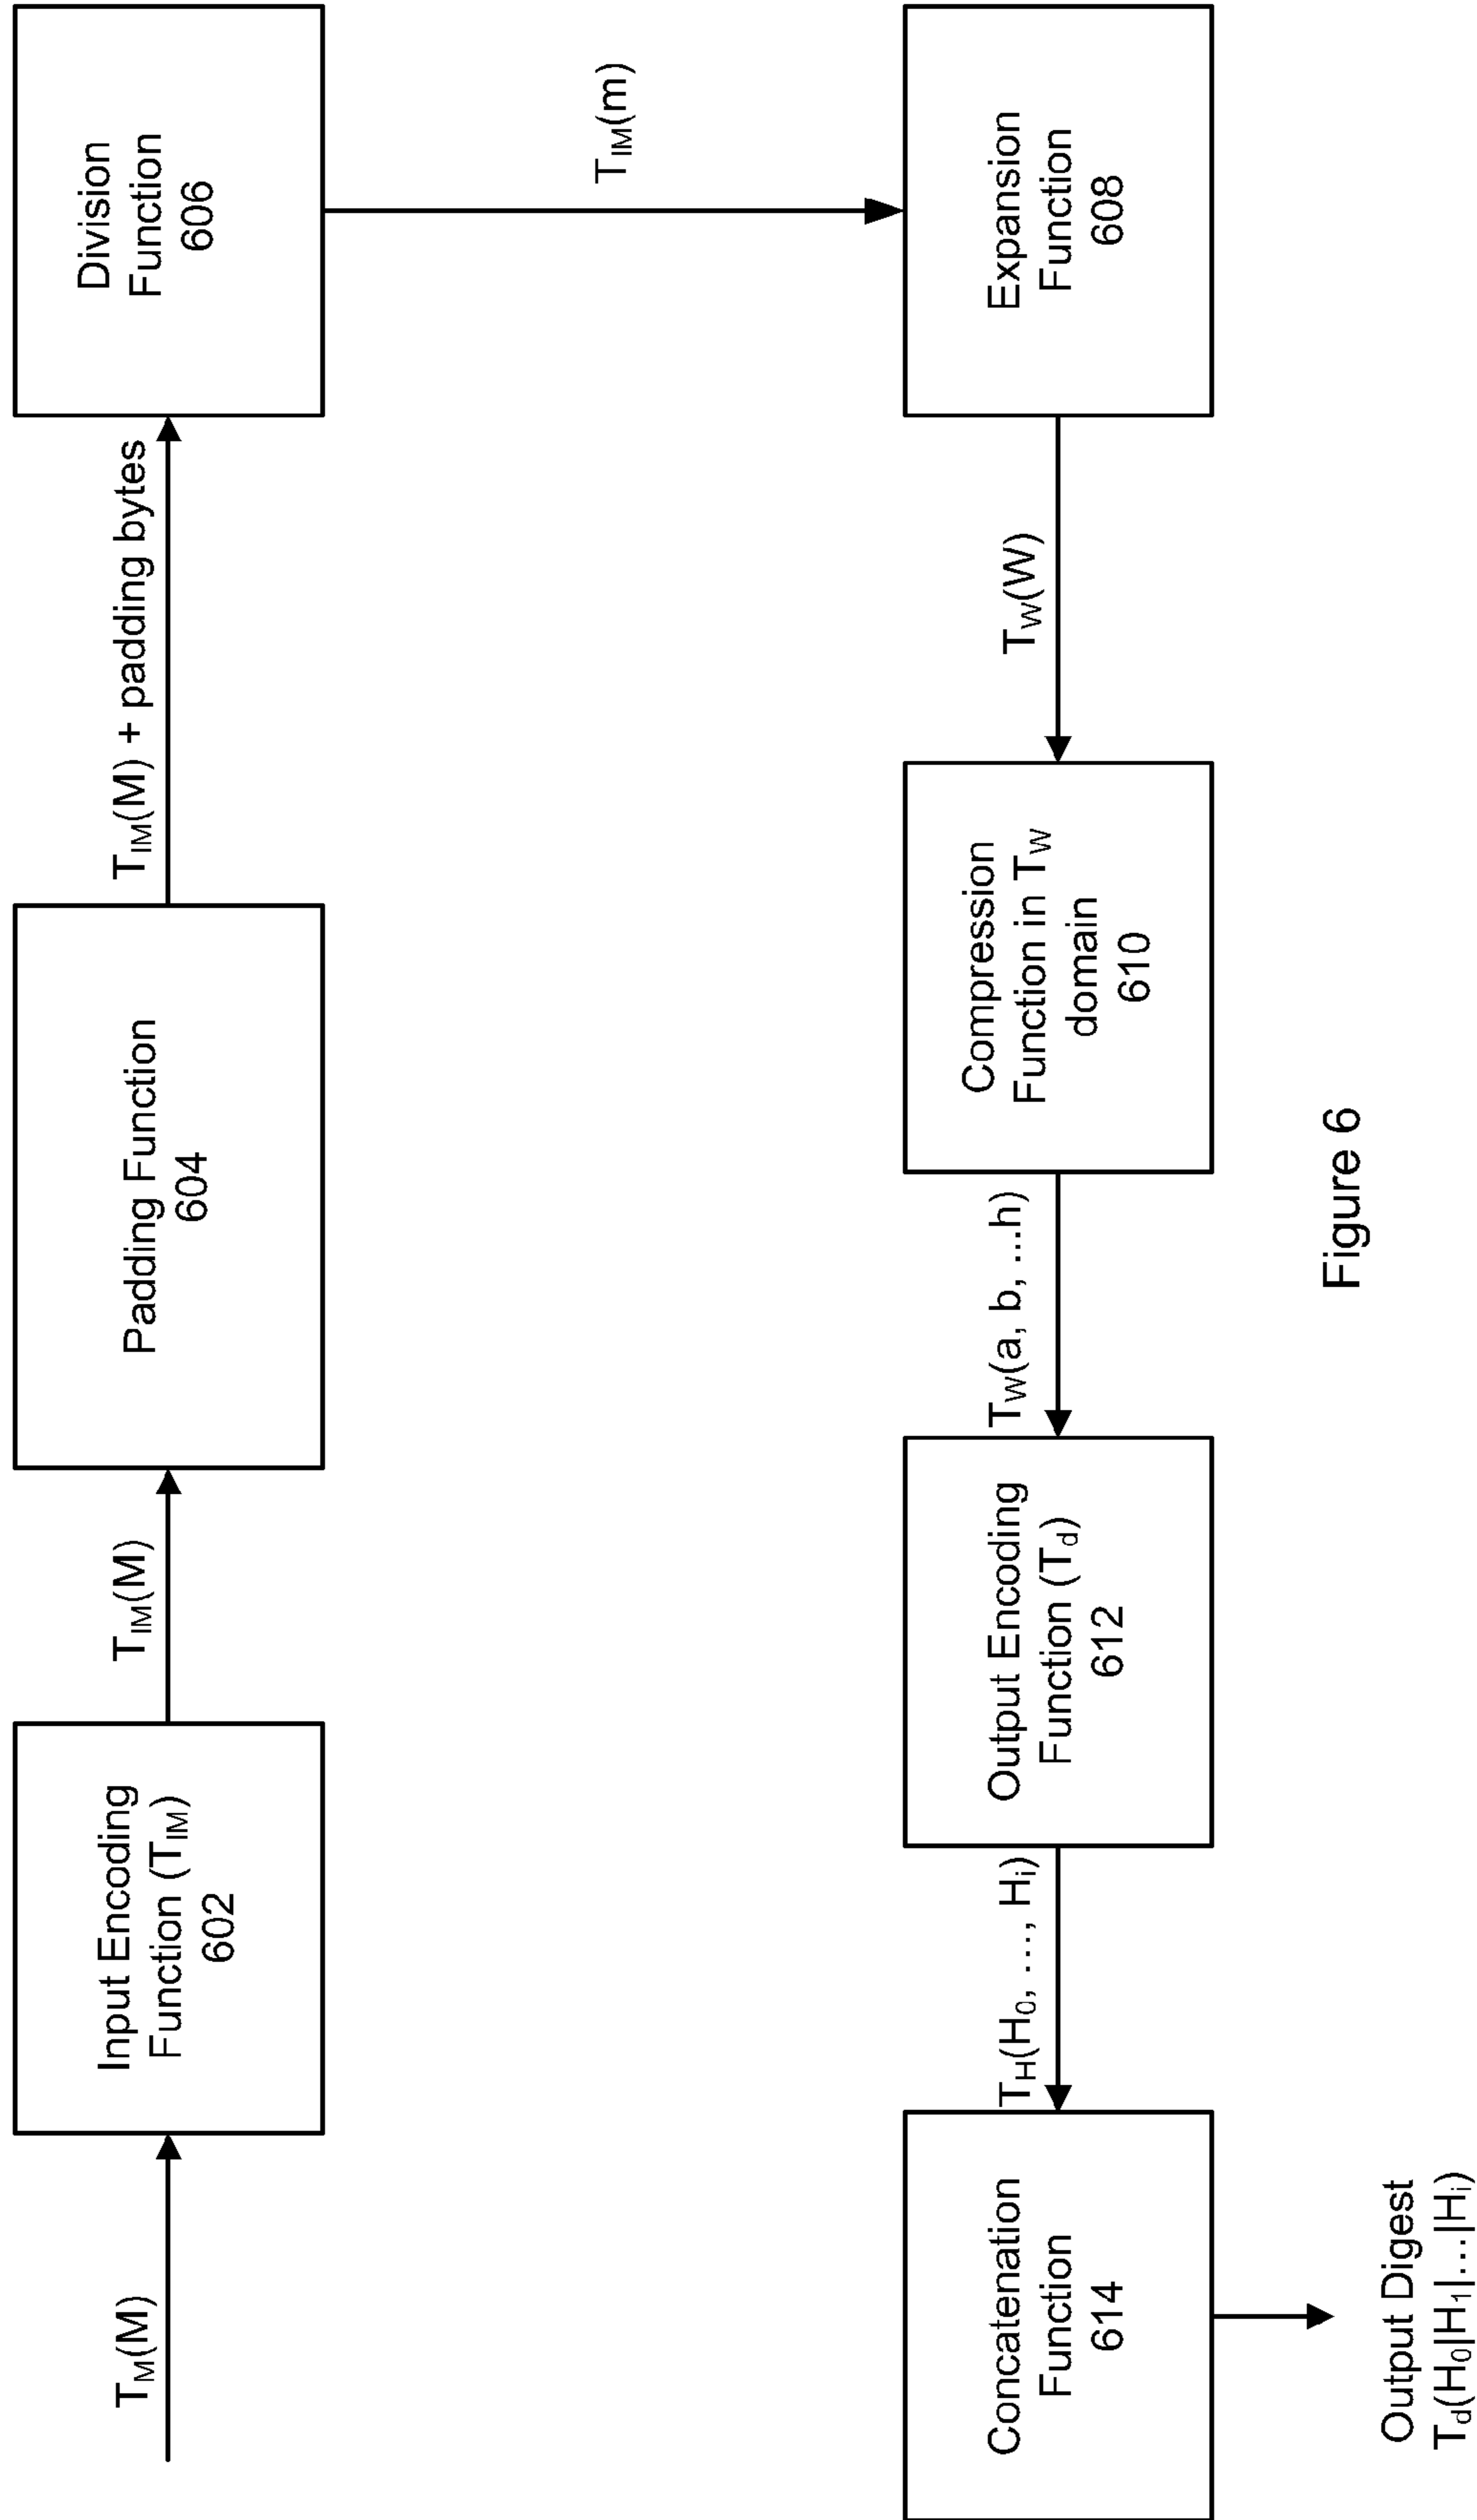 T_M(M)
Input Encoding
Function (T_IM)
602
T_IM(M)
Padding Function
604
T_IM(M) + padding bytes
Division
Function
606
T_IM(m)
Expansion
Function
608
T_W(W)
Compression
Function in T_W
domain
610
T_W(a, b, ...h)
Output Encoding
Function (T_d)
612
T_H(H_0, ..., H_i)
Concatenation
Function
614
Output Digest
T_d(H_0|H_1|...|H_i)
Figure 6